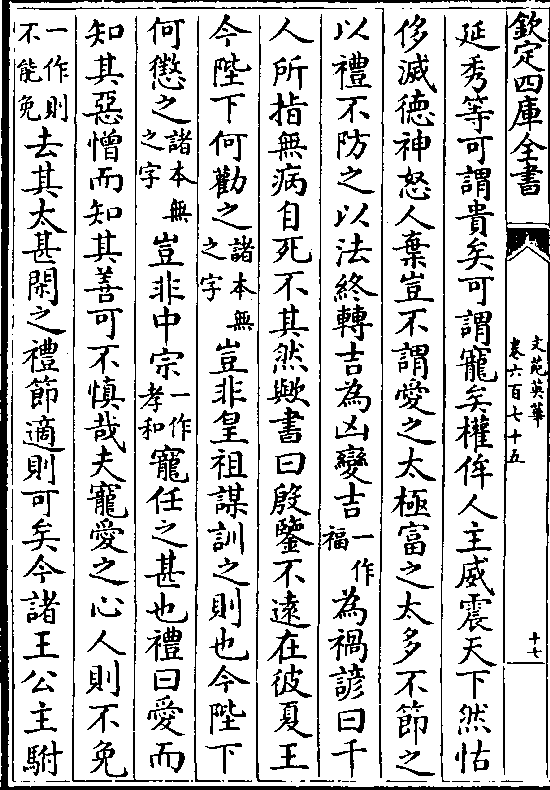 欽定四庫全書
文苑英華
卷六百七十五
十七
延秀等可謂貴矣可謂寵矣權侔人主威震天下然怙
侈滅德神怒人棄豈不謂愛之太極富之太多不節之
以禮不防之以法終轉吉為凶變吉一作福為禍諺曰千
人所指無病自死不其然歟書曰殷鑒不遠在彼夏王
今陛下何勸之諸本無之字豈非皇祖謀訓之則也今陛下
何懲之諸本無之字豈非中宗一作孝和寵任之甚也禮曰愛而
知其惡憎而知其善可不慎哉夫寵愛之心人則不免
一作則不能免去其太甚閑之禮節適則可矣今諸王公主駙